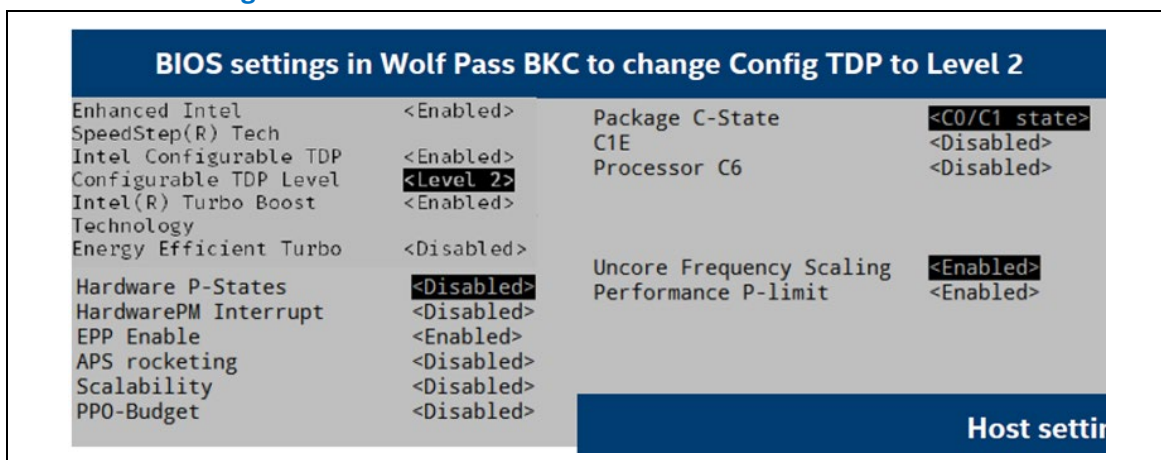 BIOS settings in Wolf Pass BKC to change Config TDP to Level 2
Enhanced Intel <Enabled>
SpeedStep(R) Tech
Intel Configurable TDP <Enabled>
Configurable TDP Level <Level 2>
Intel(R) Turbo Boost <Enabled>
Technology
Energy Efficient Turbo <Disabled>
Hardware P-States <Disabled>
HardwarePM Interrupt <Disabled>
EPP Enable <Enabled>
APS rocketing <Disabled>
Scalability <Disabled>
PPO-Budget <Disabled>
Package C-State <C0/C1 state>
C1E <Disabled>
Processor C6 <Disabled>
Uncore Frequency Scaling <Enabled>
Performance P-limit <Enabled>
Host